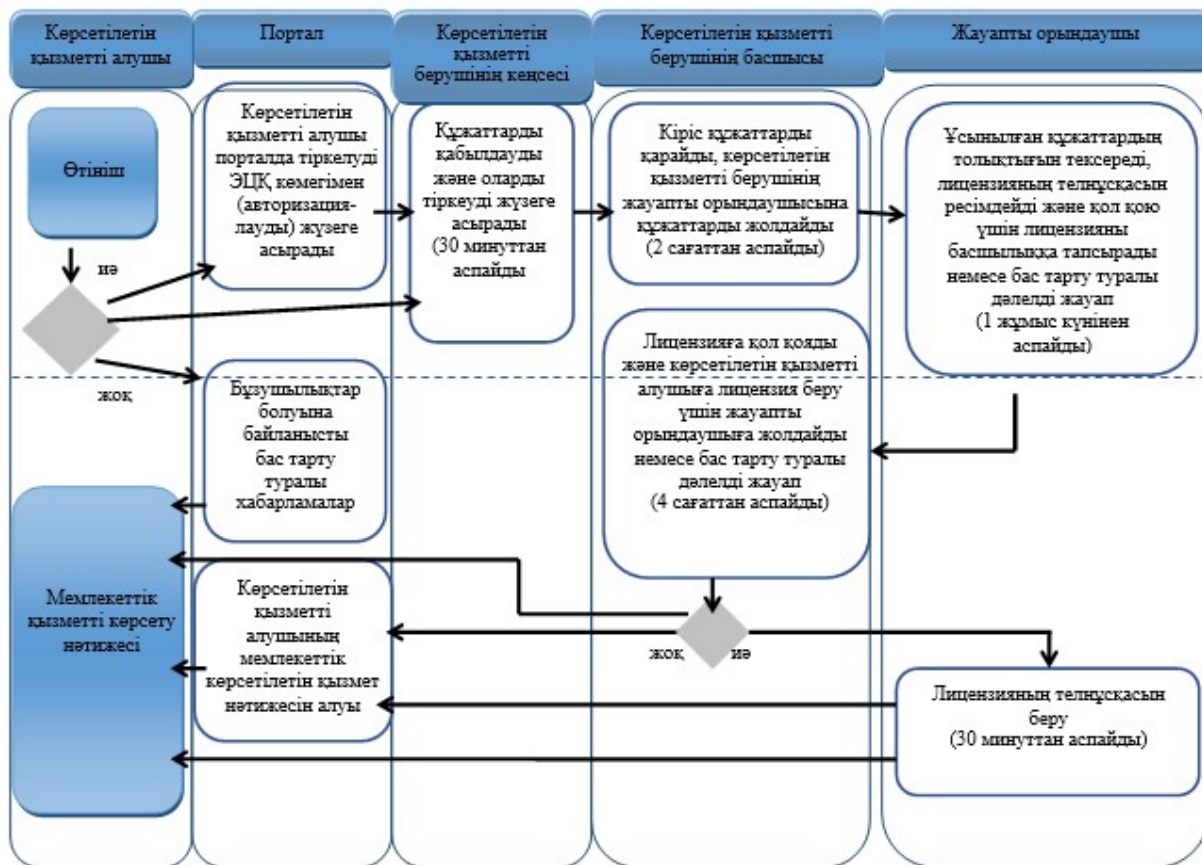 Көрсетілетін
қызметті алушы
Портал
Көрсетілетін
қызметті
берушінің кеңсесі
Көрсетілетін қызметті
берушінің басшысы
Жауапты орындаушы
Өтініш
иә
жоқ
Көрсетілетін
қызметті алушы
порталда тіркелуді
ЭЦҚ көмегімен
(авторизация-
лауды) жүзеге
асырады
Құжаттарды
қабылдауды
және оларды
тіркеуді жүзеге
асырады
(30 минуттан
аспайды
Кіріс құжаттарды
қарайды, көрсетілетін
қызметті берушінің
жауапты орындаушысына
құжаттарды жолдайды
(2 сағаттан аспайды)
Ұсынылған құжаттардың
толықтығын тексереді,
лицензияның телнұсқасын
ресімдейді және қол қою
үшін лицензияны
басшылыққа тапсырады
немесе бас тарту туралы
дәлелді жауап
(1 жұмыс күнінен
аспайды)
Бұзушылықтар
болуына
байланысты
бас тарту
туралы
хабарламалар
Лицензияға қол қояды
және көрсетілетін қызметті
алушыға лицензия беру
үшін жауапты
орындаушыға жолдайды
немесе бас тарту туралы
дәлелді жауап
(4 сағаттан аспайды)
Мемлекеттік
қызметті көрсету
нәтижесі
Көрсетілетін
қызметті
алушының
мемлекеттік
көрсетілетін қызмет
нәтижесін алуы
жоқ
иә
Лицензияның телнұсқасын
беру
(30 минуттан аспайды)